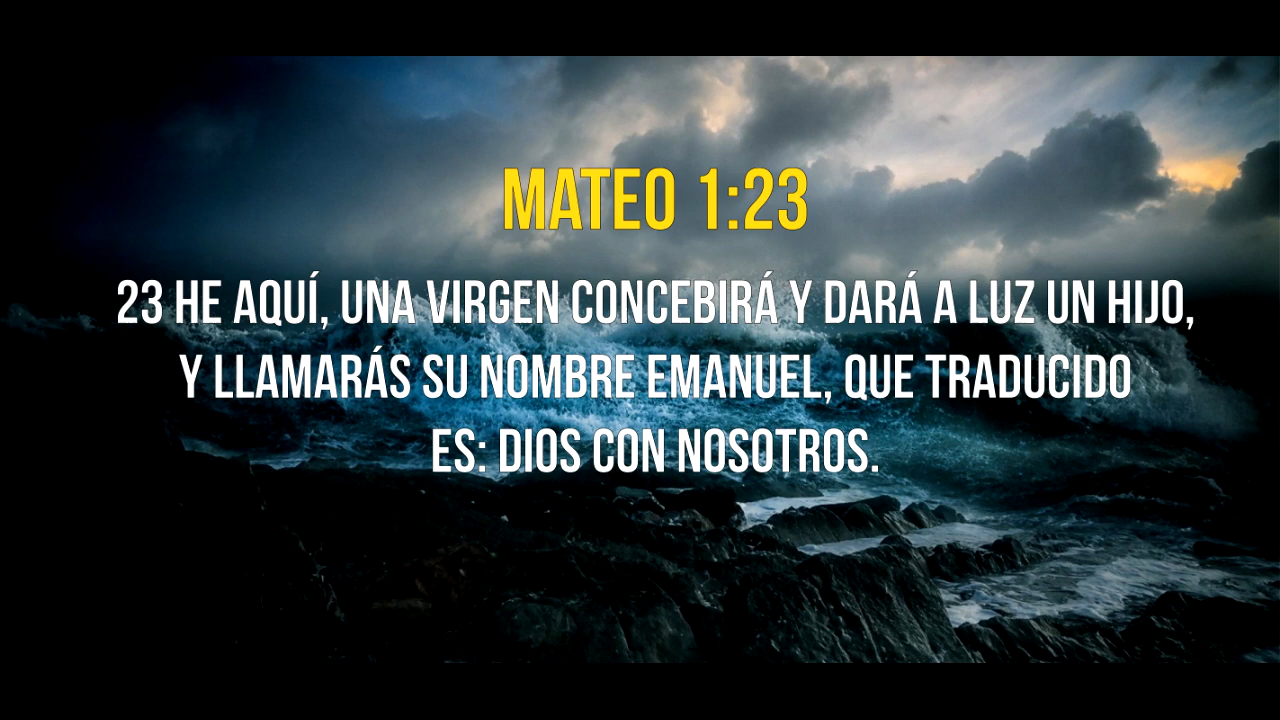 MATEO 1:23
23 HE AQUÍ, UNA VIRGEN CONCEBIRÁ Y DARÁ A LUZ UN HIJO,
Y LLAMARÁS SU NOMBRE EMANUEL, QUE TRADUCIDO
ES: DIOS CON NOSOTROS.